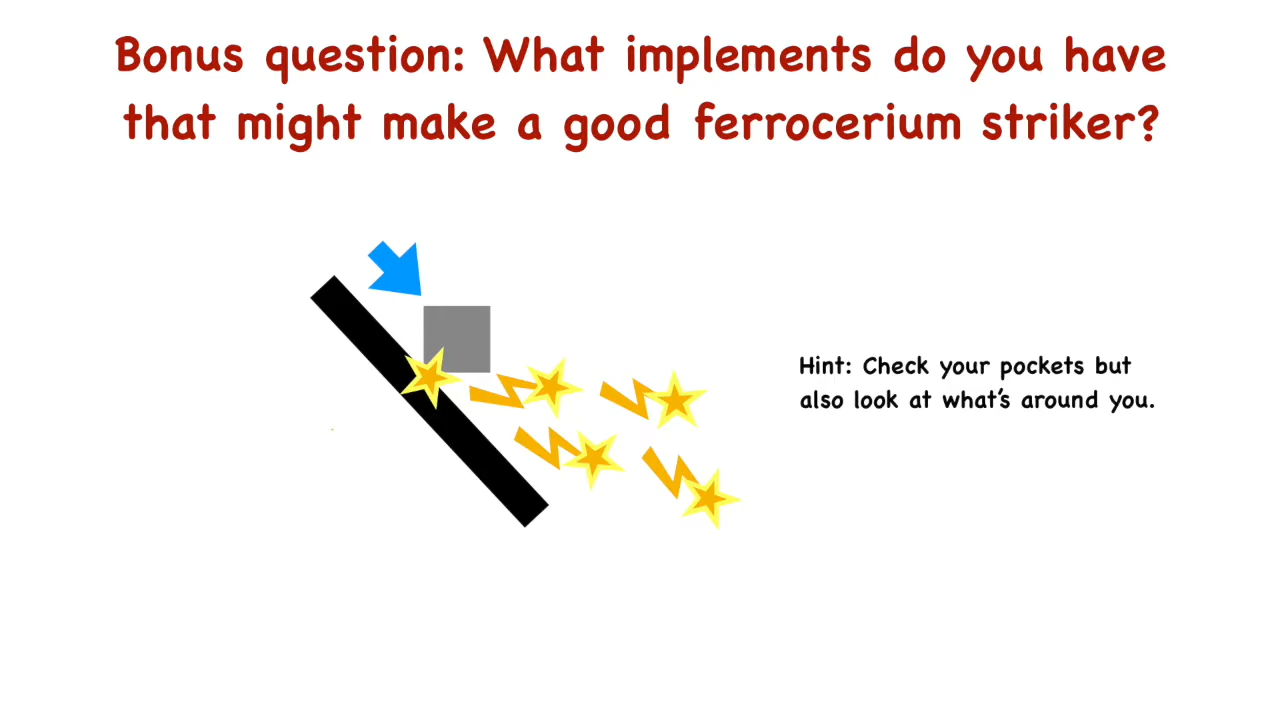 Bonus question: What implements do you have
that might make a good ferrocerium striker?
Hint: Check your pockets but
also look at what's around you.